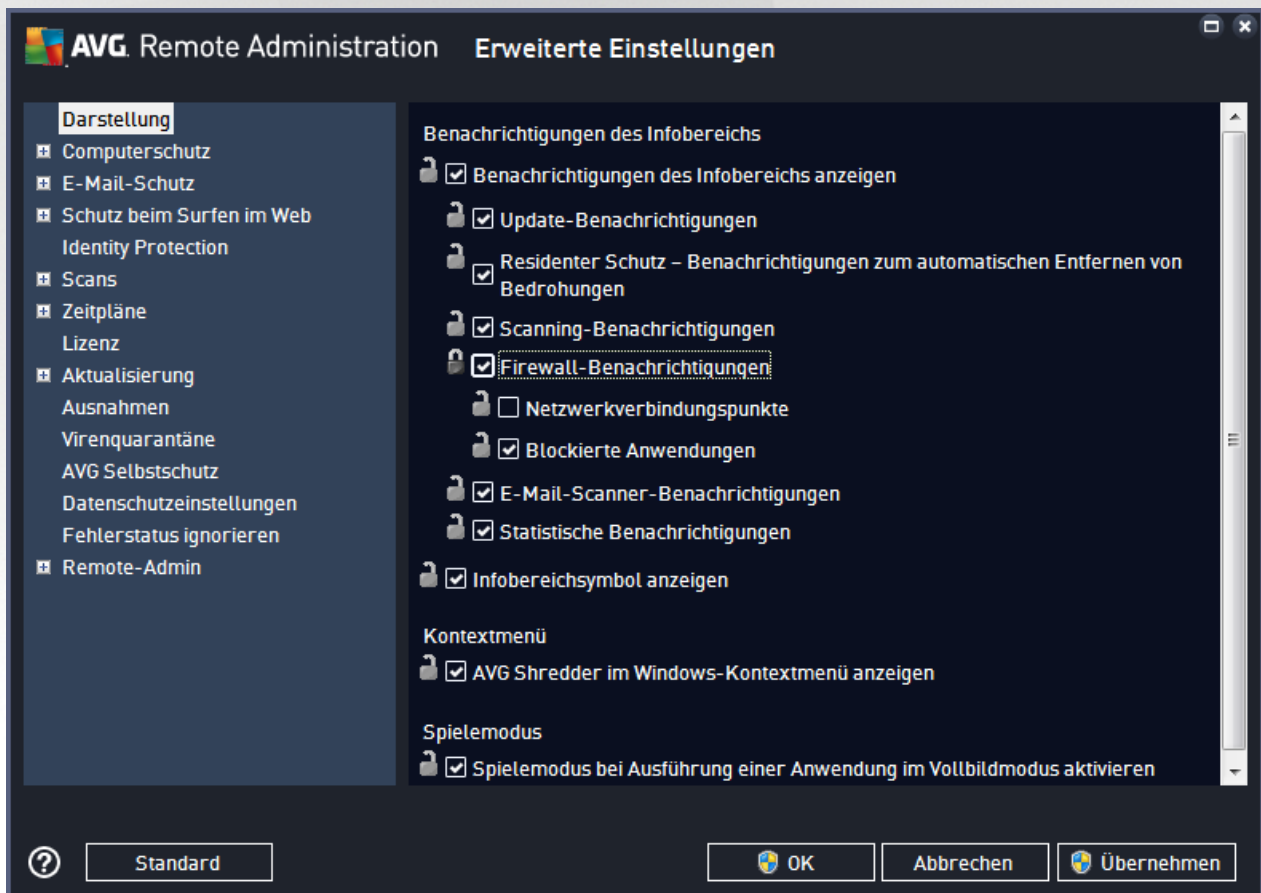 AVG. Remote Administration Erweiterte Einstellungen
Darstellung
Computerschutz
E-Mail-Schutz
Schutz beim Surfen im Web
Identity Protection
Scans
Zeitpläne
Lizenz
Aktualisierung
Ausnahmen
Virenquarantäne
AVG Selbstschutz
Datenschutzeinstellungen
Fehlerstatus ignorieren
Remote-Admin
Benachrichtigungen des Infobereichs
Benachrichtigungen des Infobereichs anzeigen
Update-Benachrichtigungen
Residenter Schutz – Benachrichtigungen zum automatischen Entfernen von
Bedrohungen
Scanning-Benachrichtigungen
Firewall-Benachrichtigungen
Netzwerkverbindungspunkte
Blockierte Anwendungen
E-Mail-Scanner-Benachrichtigungen
Statistische Benachrichtigungen
Infobereichsymbol anzeigen
Kontextmenü
AVG Shredder im Windows-Kontextmenü anzeigen
Spielemodus
Spielemodus bei Ausführung einer Anwendung im Vollbildmodus aktivieren
? Standard OK Abbrechen Übernehmen